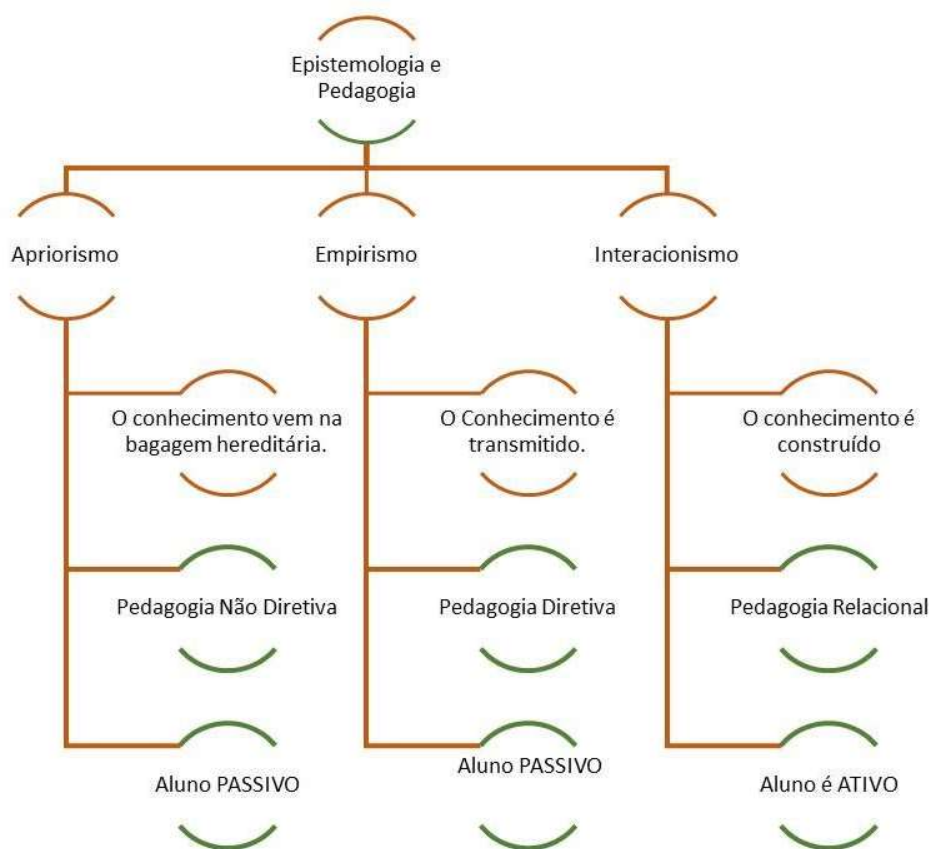 Epistemologia e
Pedagogia
Apriorismo
Empirismo
Interacionismo
O conhecimento vem na
bagagem hereditária.
O Conhecimento é
transmitido.
O conhecimento é
construído
Pedagogia Não Diretiva
Pedagogia Diretiva
Pedagogia Relacional
Aluno PASSIVO
Aluno PASSIVO
Aluno é ATIVO